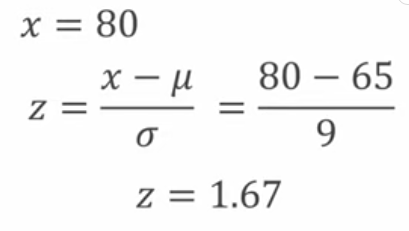 x = 80
z = (x − μ)/σ = (80 − 65)/9
z = 1.67